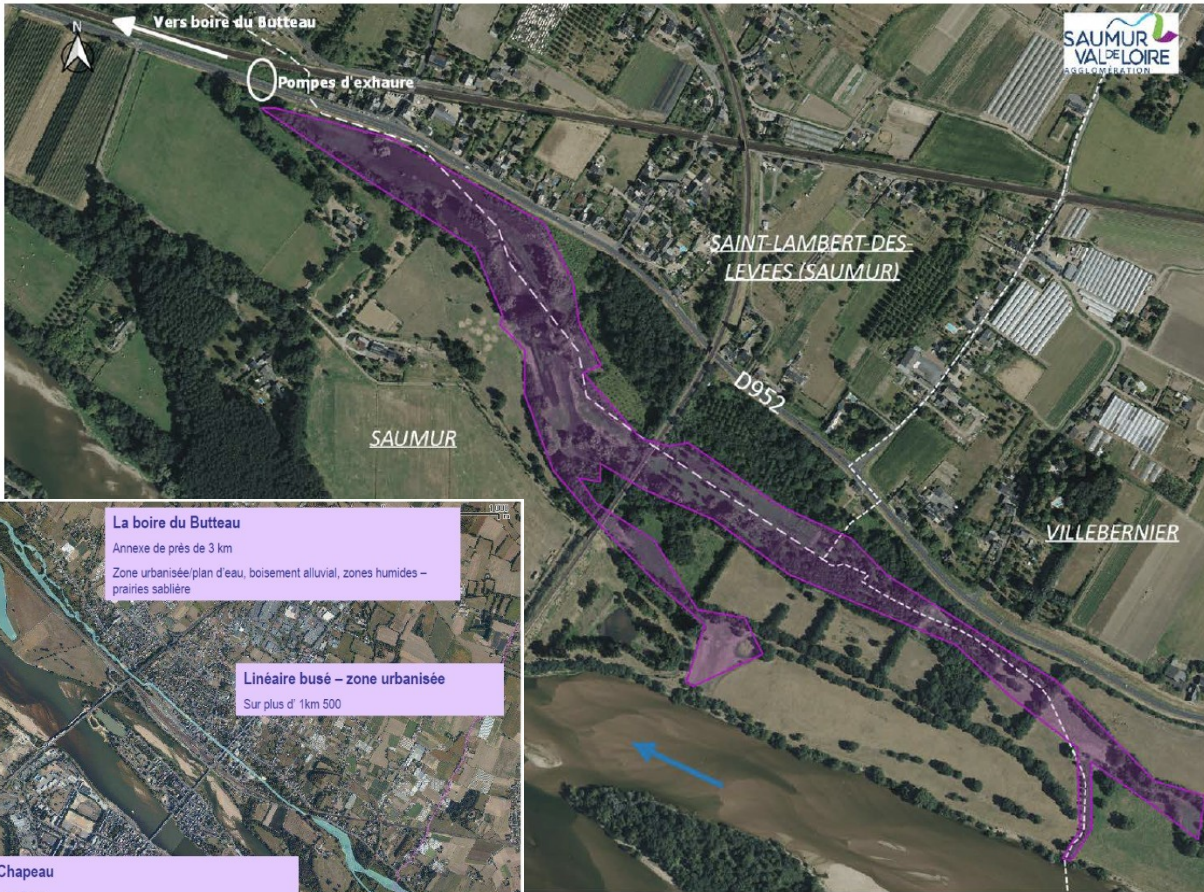 N
Vers boire du Butteau
Pompes d'exhaure
SAUMUR
VAL DE LOIRE
AGGLOMÉRATION
SAINT-LAMBERT-DES-
LEVEES (SAUMUR)
D952
SAUMUR
VILLEBERNIER
La boire du Butteau
Annexe de près de 3 km
Zone urbanisée/plan d'eau, boisement alluvial, zones humides –
prairies sablière
Linéaire busé – zone urbanisée
Sur plus d' 1km 500
Chapeau